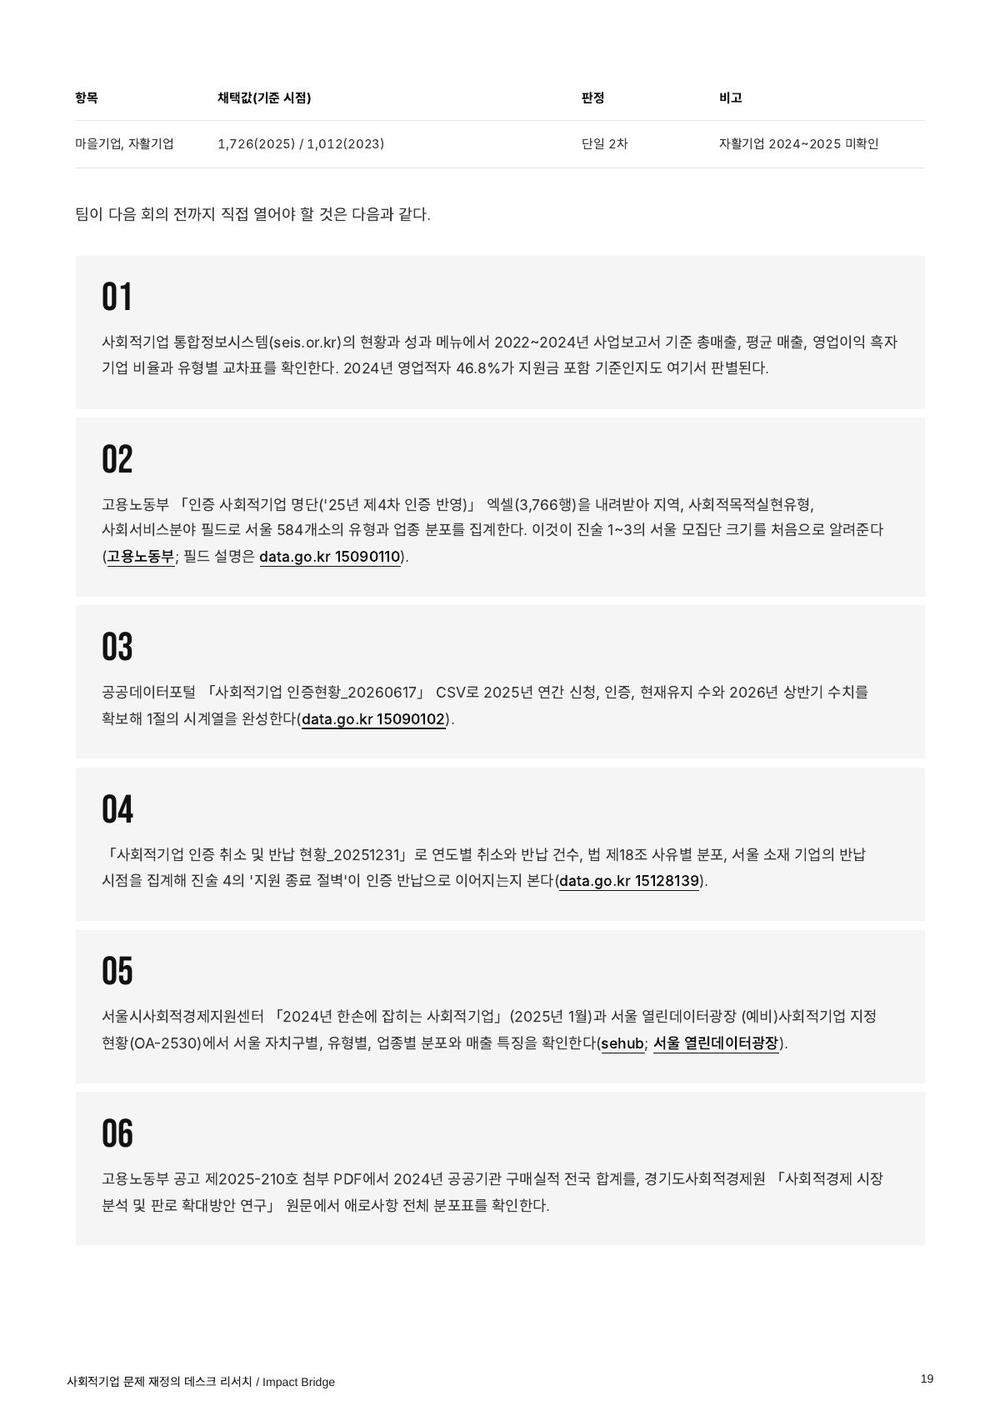 항목 채택값(기준 시점) 판정 비고
마을기업, 자활기업 1,726(2025) / 1,012(2023) 단일 2차 자활기업 2024~2025 미확인
팀이 다음 회의 전까지 직접 열어야 할 것은 다음과 같다.
01
사회적기업 통합정보시스템(seis.or.kr)의 현황과 성과 메뉴에서 2022~2024년 사업보고서 기준 총매출, 평균 매출, 영업이익 흑자
기업 비율과 유형별 교차표를 확인한다. 2024년 영업적자 46.8%가 지원금 포함 기준인지도 여기서 판별된다.
02
고용노동부 「인증 사회적기업 명단('25년 제4차 인증 반영)」 엑셀(3,766행)을 내려받아 지역, 사회적목적실현유형,
사회서비스분야 필드로 서울 584개소의 유형과 업종 분포를 집계한다. 이것이 진술 1~3의 서울 모집단 크기를 처음으로 알려준다
(고용노동부; 필드 설명은 data.go.kr 15090110).
03
공공데이터포털 「사회적기업 인증현황_20260617」 CSV로 2025년 연간 신청, 인증, 현재유지 수와 2026년 상반기 수치를
확보해 1절의 시계열을 완성한다(data.go.kr 15090102).
04
「사회적기업 인증 취소 및 반납 현황_20251231」로 연도별 취소와 반납 건수, 법 제18조 사유별 분포, 서울 소재 기업의 반납
시점을 집계해 진술 4의 '지원 종료 절벽'이 인증 반납으로 이어지는지 본다(data.go.kr 15128139).
05
서울시사회적경제지원센터 「2024년 한손에 잡히는 사회적기업」(2025년 1월)과 서울 열린데이터광장 (예비)사회적기업 지정
현황(OA-2530)에서 서울 자치구별, 유형별, 업종별 분포와 매출 특징을 확인한다(sehub; 서울 열린데이터광장).
06
고용노동부 공고 제2025-210호 첨부 PDF에서 2024년 공공기관 구매실적 전국 합계를, 경기도사회적경제원 「사회적경제 시장
분석 및 판로 확대방안 연구」 원문에서 애로사항 전체 분포표를 확인한다.
사회적기업 문제 재정의 데스크 리서치 / Impact Bridge 19